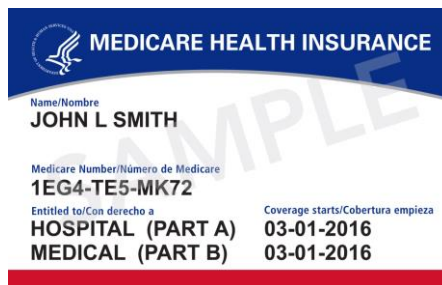 MEDICARE HEALTH INSURANCE
Name/Nombre
JOHN L SMITH
Medicare Number/Número de Medicare
1EG4-TE5-MK72
Entitled to/Con derecho a Coverage starts/Cobertura empieza
HOSPITAL (PART A) 03-01-2016
MEDICAL (PART B) 03-01-2016
SAMPLE